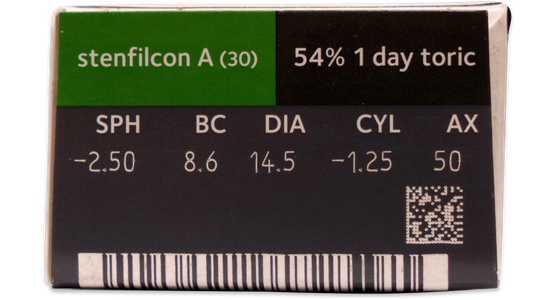 stenfilcon A (30) 54% 1 day toric
SPH BC DIA CYL AX
-2.50 8.6 14.5 -1.25 50